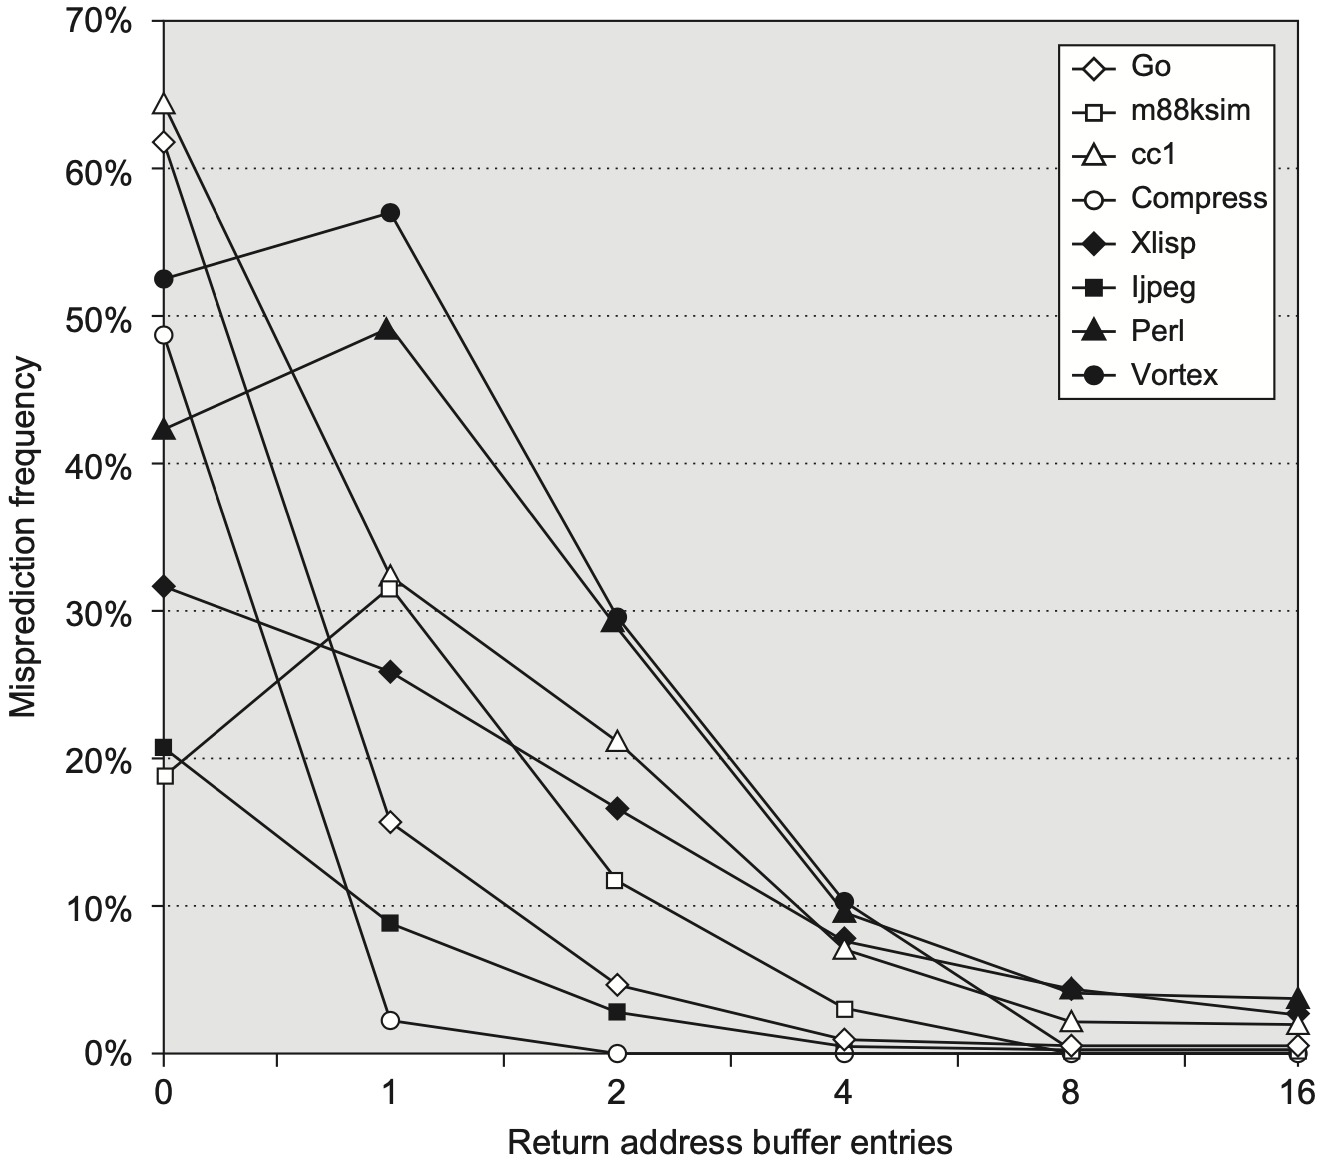 70%
60%
50%
40%
30%
20%
10%
0%
Misprediction frequency
Go
m88ksim
cc1
Compress
Xlisp
Ijpeg
Perl
Vortex
0 1 2 4 8 16
Return address buffer entries